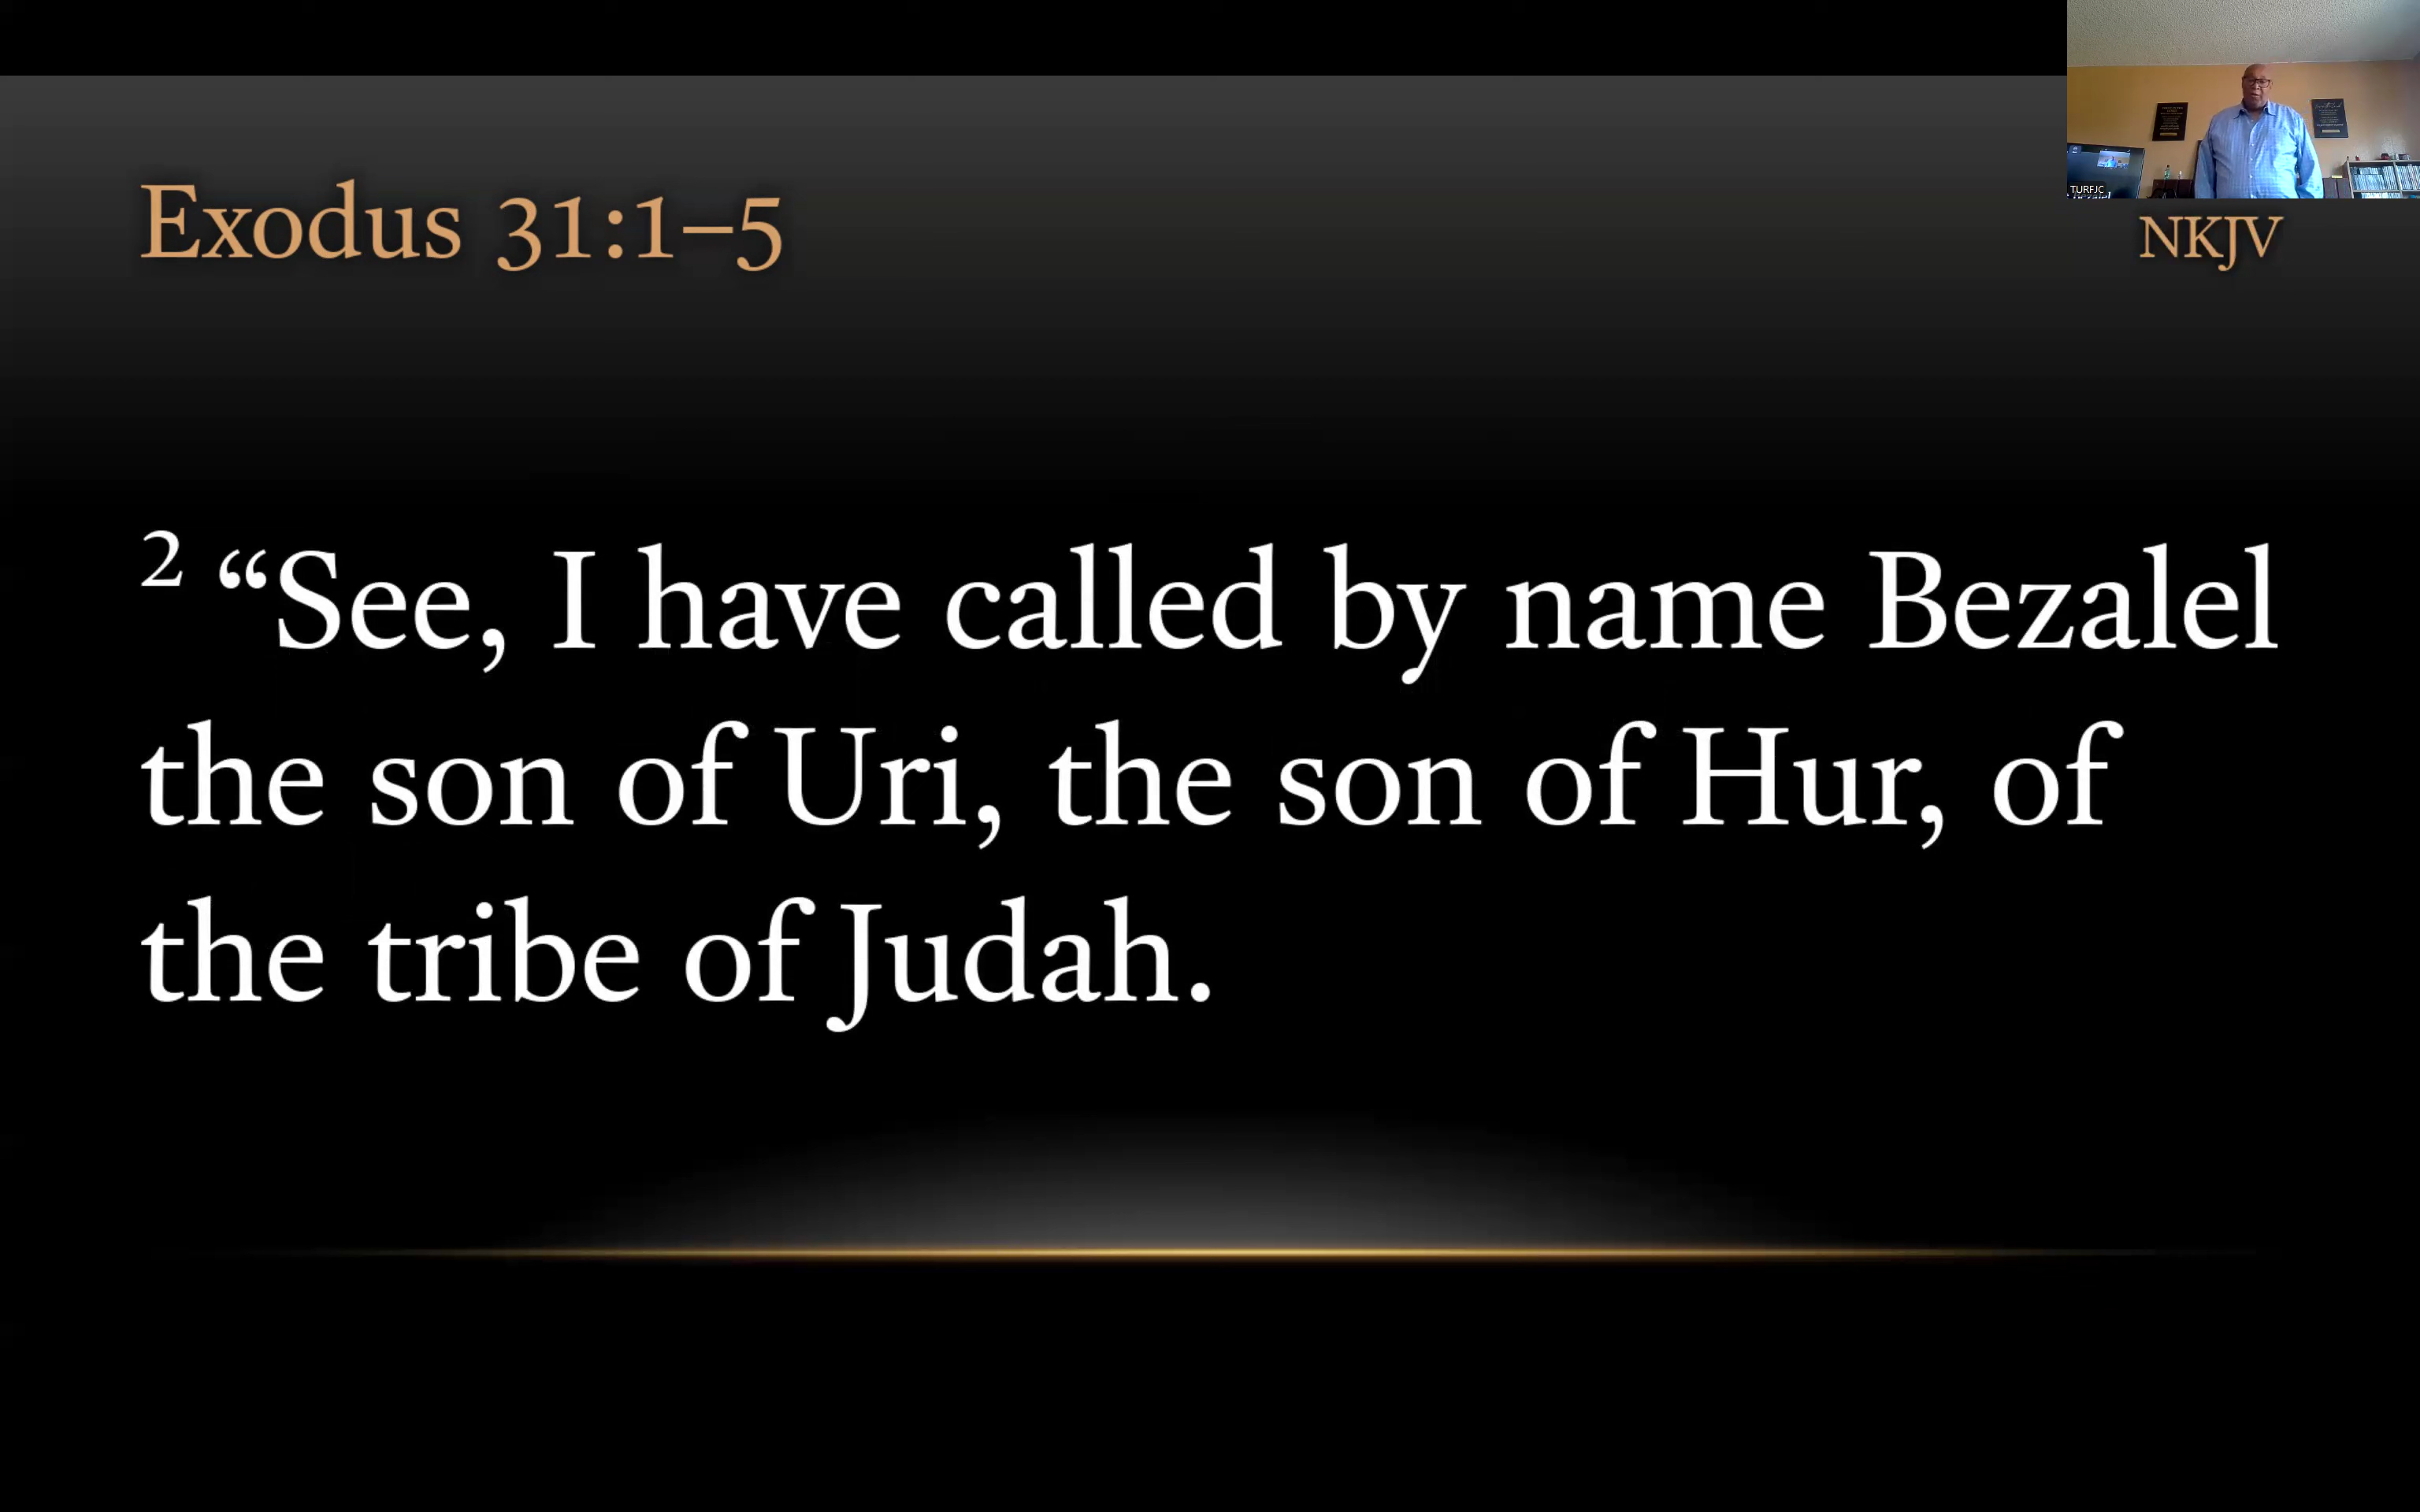 Exodus 31:1–5
NKJV
2 “See, I have called by name Bezalel
the son of Uri, the son of Hur, of
the tribe of Judah.
TURFJC